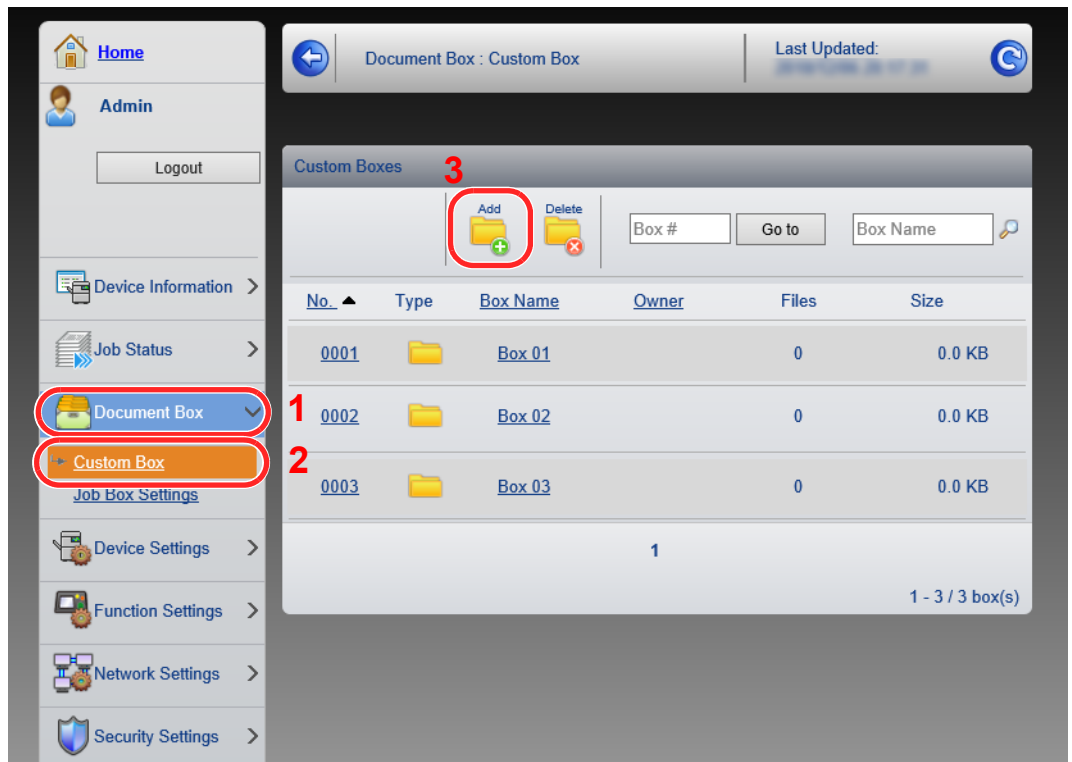 Home
Admin
Logout
Device Information
Job Status
Document Box
1
Custom Box
2
Job Box Settings
Device Settings
Function Settings
Network Settings
Security Settings
Document Box : Custom Box
Last Updated:
Custom Boxes
3
Add Delete
Box # Go to Box Name
No. ▲ Type Box Name Owner Files Size
0001 Box 01 0 0.0 KB
0002 Box 02 0 0.0 KB
0003 Box 03 0 0.0 KB
1
1 - 3 / 3 box(s)